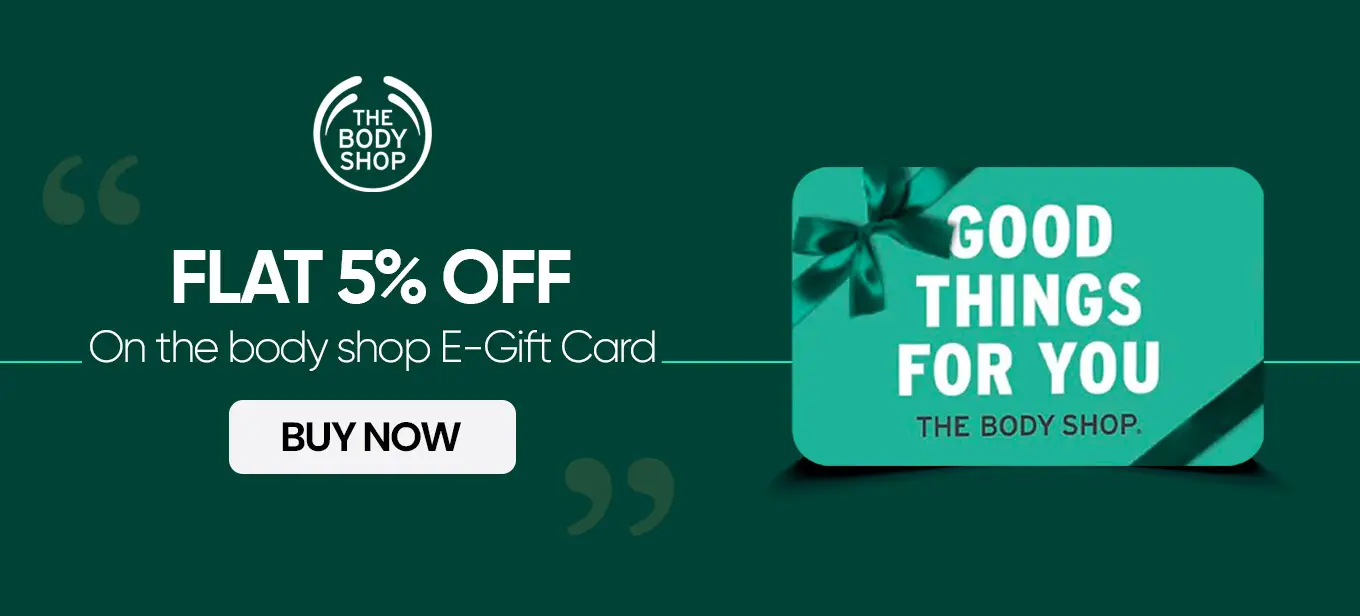 THE
BODY
SHOP
FLAT 5% OFF
On the body shop E-Gift Card
BUY NOW
GOOD
THINGS
FOR YOU
THE BODY SHOP.